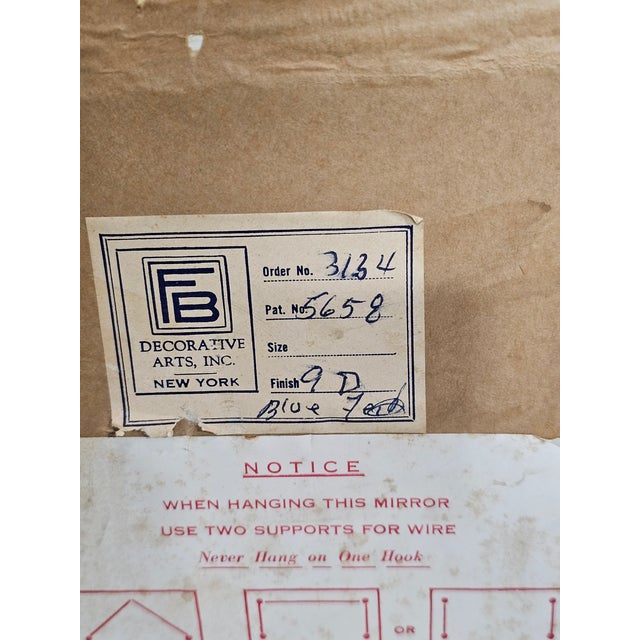 FB
DECORATIVE
ARTS, INC.
NEW YORK
Order No. 3134
Pat. No. 5658
Size
Finish 9 D
Blue
NOTICE
WHEN HANGING THIS MIRROR
USE TWO SUPPORTS FOR WIRE
Never Hang on One Hook
OR